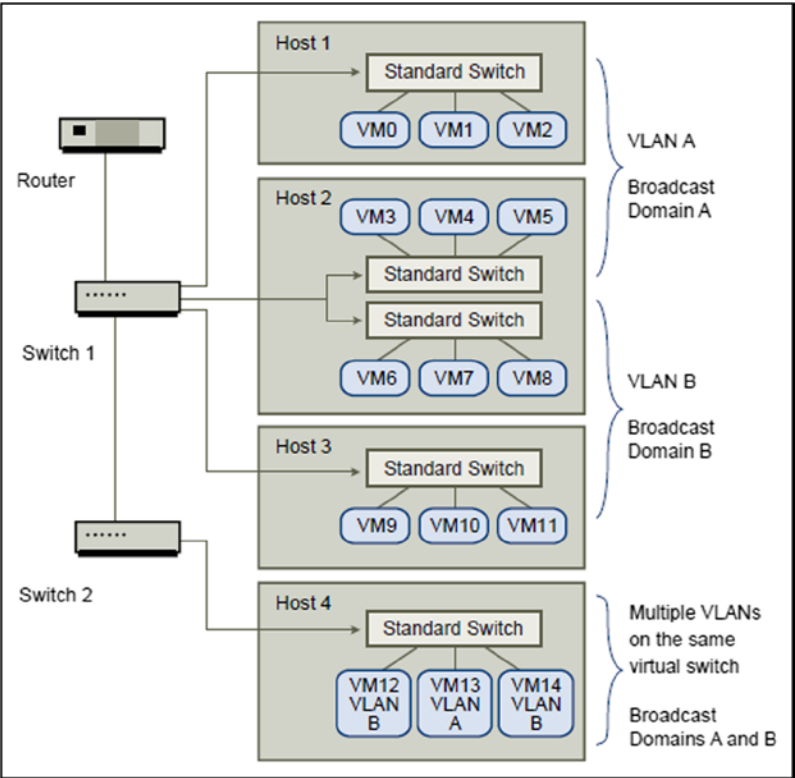 Host 1
Standard Switch
VM0
VM1
VM2
Router
VLAN A
Broadcast
Domain A
Host 2
VM3
VM4
VM5
Standard Switch
Standard Switch
VM6
VM7
VM8
Switch 1
VLAN B
Broadcast
Domain B
Host 3
Standard Switch
VM9
VM10
VM11
Switch 2
Host 4
Standard Switch
VM12
VLAN
B
VM13
VLAN
A
VM14
VLAN
B
Multiple VLANs
on the same
virtual switch
Broadcast
Domains A and B